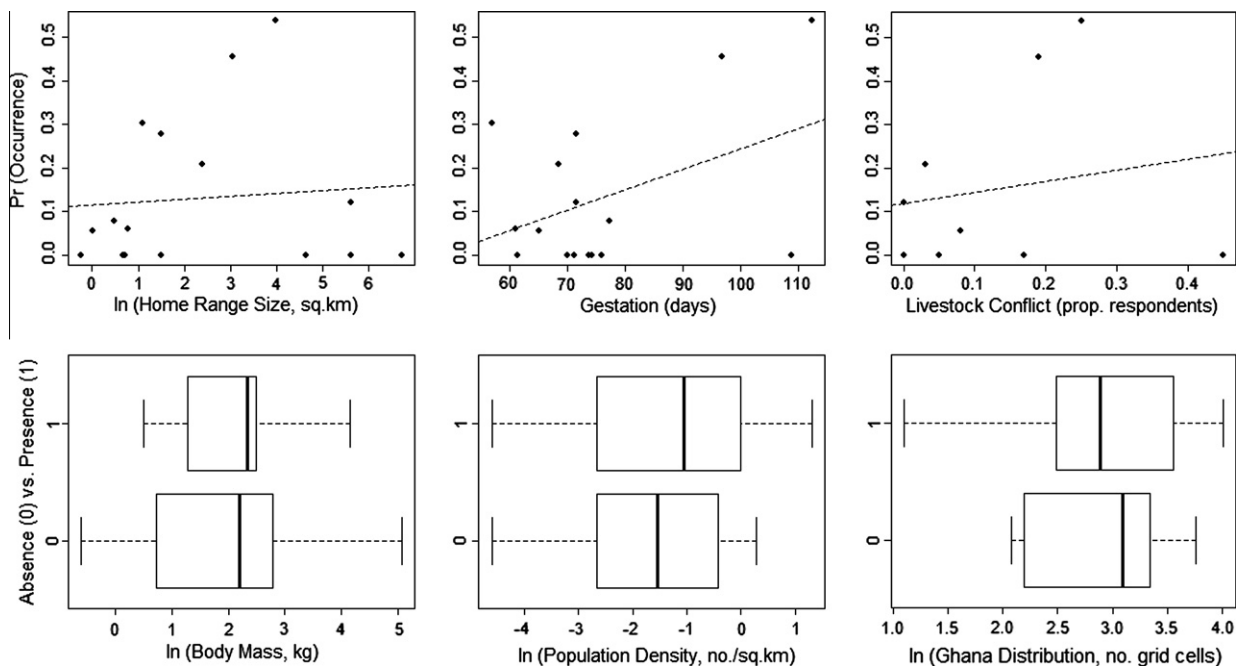 Pr (Occurrence)
0.0 0.1 0.2 0.3 0.4 0.5
0 1 2 3 4 5 6
ln (Home Range Size, sq.km)
0.0 0.1 0.2 0.3 0.4 0.5
60 70 80 90 100 110
Gestation (days)
0.0 0.1 0.2 0.3 0.4 0.5
0.0 0.1 0.2 0.3 0.4
Livestock Conflict (prop. respondents)
Absence (0) vs. Presence (1)
0 1
0 1 2 3 4 5
ln (Body Mass, kg)
0 1
-4 -3 -2 -1 0 1
ln (Population Density, no./sq.km)
0 1
1.0 1.5 2.0 2.5 3.0 3.5 4.0
ln (Ghana Distribution, no. grid cells)